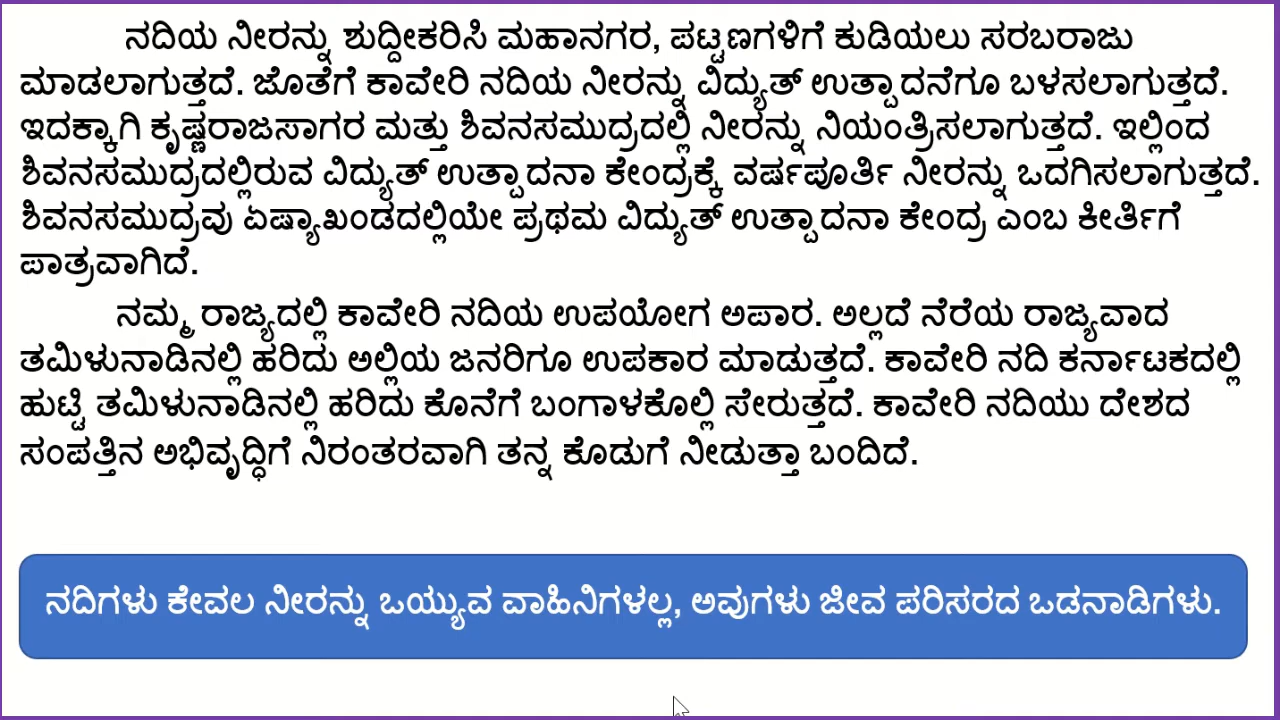 ನದಿಯ ನೀರನ್ನು ಶುದ್ದೀಕರಿಸಿ ಮಹಾನಗರ, ಪಟ್ಟಣಗಳಿಗೆ ಕುಡಿಯಲು ಸರಬರಾಜು
ಮಾಡಲಾಗುತ್ತದೆ. ಜೊತೆಗೆ ಕಾವೇರಿ ನದಿಯ ನೀರನ್ನು ವಿದ್ಯುತ್ ಉತ್ಪಾದನೆಗೂ ಬಳಸಲಾಗುತ್ತದೆ.
ಇದಕ್ಕಾಗಿ ಕೃಷ್ಣರಾಜಸಾಗರ ಮತ್ತು ಶಿವನಸಮುದ್ರದಲ್ಲಿ ನೀರನ್ನು ನಿಯಂತ್ರಿಸಲಾಗುತ್ತದೆ. ಇಲ್ಲಿಂದ
ಶಿವನಸಮುದ್ರದಲ್ಲಿರುವ ವಿದ್ಯುತ್ ಉತ್ಪಾದನಾ ಕೇಂದ್ರಕ್ಕೆ ವರ್ಷಪೂರ್ತಿ ನೀರನ್ನು ಒದಗಿಸಲಾಗುತ್ತದೆ.
ಶಿವನಸಮುದ್ರವು ಏಷ್ಯಾಖಂಡದಲ್ಲಿಯೇ ಪ್ರಥಮ ವಿದ್ಯುತ್ ಉತ್ಪಾದನಾ ಕೇಂದ್ರ ಎಂಬ ಕೀರ್ತಿಗೆ
ಪಾತ್ರವಾಗಿದೆ.
ನಮ್ಮ ರಾಜ್ಯದಲ್ಲಿ ಕಾವೇರಿ ನದಿಯ ಉಪಯೋಗ ಅಪಾರ. ಅಲ್ಲದೆ ನೆರೆಯ ರಾಜ್ಯವಾದ
ತಮಿಳುನಾಡಿನಲ್ಲಿ ಹರಿದು ಅಲ್ಲಿಯ ಜನರಿಗೂ ಉಪಕಾರ ಮಾಡುತ್ತದೆ. ಕಾವೇರಿ ನದಿ ಕರ್ನಾಟಕದಲ್ಲಿ
ಹುಟ್ಟಿ ತಮಿಳುನಾಡಿನಲ್ಲಿ ಹರಿದು ಕೊನೆಗೆ ಬಂಗಾಳಕೊಲ್ಲಿ ಸೇರುತ್ತದೆ. ಕಾವೇರಿ ನದಿಯು ದೇಶದ
ಸಂಪತ್ತಿನ ಅಭಿವೃದ್ಧಿಗೆ ನಿರಂತರವಾಗಿ ತನ್ನ ಕೊಡುಗೆ ನೀಡುತ್ತಾ ಬಂದಿದೆ.
ನದಿಗಳು ಕೇವಲ ನೀರನ್ನು ಒಯ್ಯುವ ವಾಹಿನಿಗಳಲ್ಲ, ಅವುಗಳು ಜೀವ ಪರಿಸರದ ಒಡನಾಡಿಗಳು.